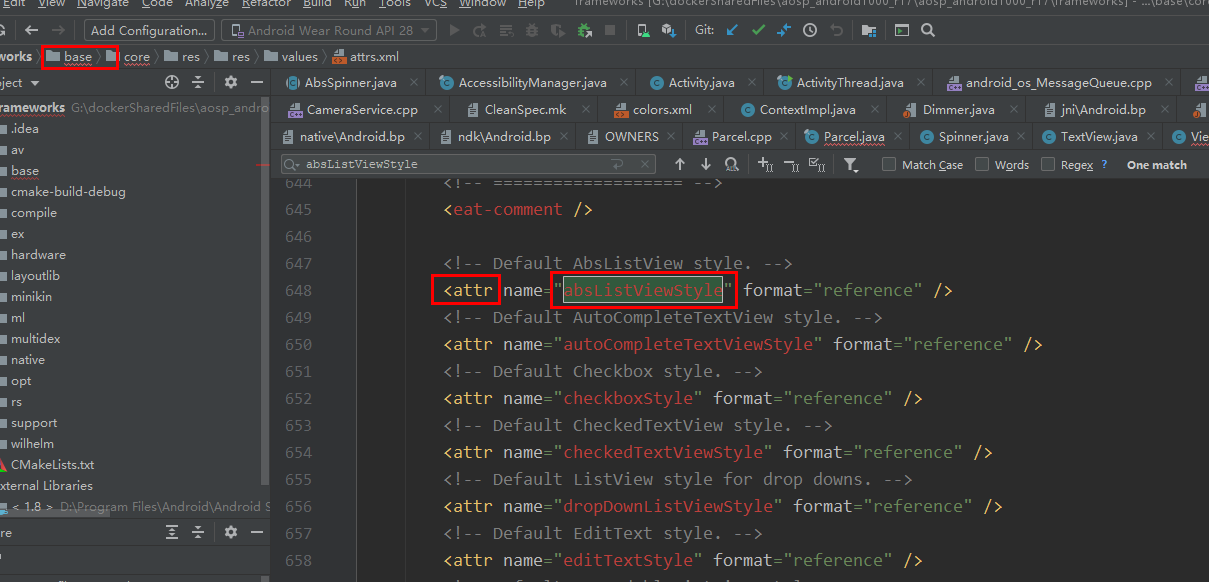 Edit View Navigate Code Analyze Refactor Build Run Tools VCS Window Help frameworks [G:\dockerSharedFiles\aosp_android1000_r17\aosp_android1000_r17\frameworks] - ...\base\core
Add Configuration... Android Wear Round API 28 Git:
works base core res res values attrs.xml
ject AbsSpinner.java AccessibilityManager.java Activity.java ActivityThread.java android_os_MessageQueue.cpp
rameworks G:\dockerSharedFiles\aosp_andro CameraService.cpp CleanSpec.mk colors.xml ContextImpl.java Dimmer.java jni\Android.bp
.idea native\Android.bp ndk\Android.bp OWNERS Parcel.cpp Parcel.java Spinner.java TextView.java Vie
av absListViewStyle Match Case Words Regex ? One match
base 644 <!-- =================== -->
cmake-build-debug 645 <eat-comment />
compile
ex 646
hardware 647 <!-- Default AbsListView style. -->
layoutlib
minikin 648 <attr name="absListViewStyle" format="reference" />
ml 649 <!-- Default AutoCompleteTextView style. -->
multidex 650 <attr name="autoCompleteTextViewStyle" format="reference" />
native
opt 651 <!-- Default Checkbox style. -->
rs 652 <attr name="checkboxStyle" format="reference" />
support 653 <!-- Default CheckedTextView style. -->
wilhelm 654 <attr name="checkedTextViewStyle" format="reference" />
CMakeLists.txt
xternal Libraries 655 <!-- Default ListView style for drop downs. -->
< 1.8 > D:\Program Files\Android\Android S 656 <attr name="dropDownListViewStyle" format="reference" />
re 657 <!-- Default EditText style. -->
658 <attr name="editTextStyle" format="reference" />